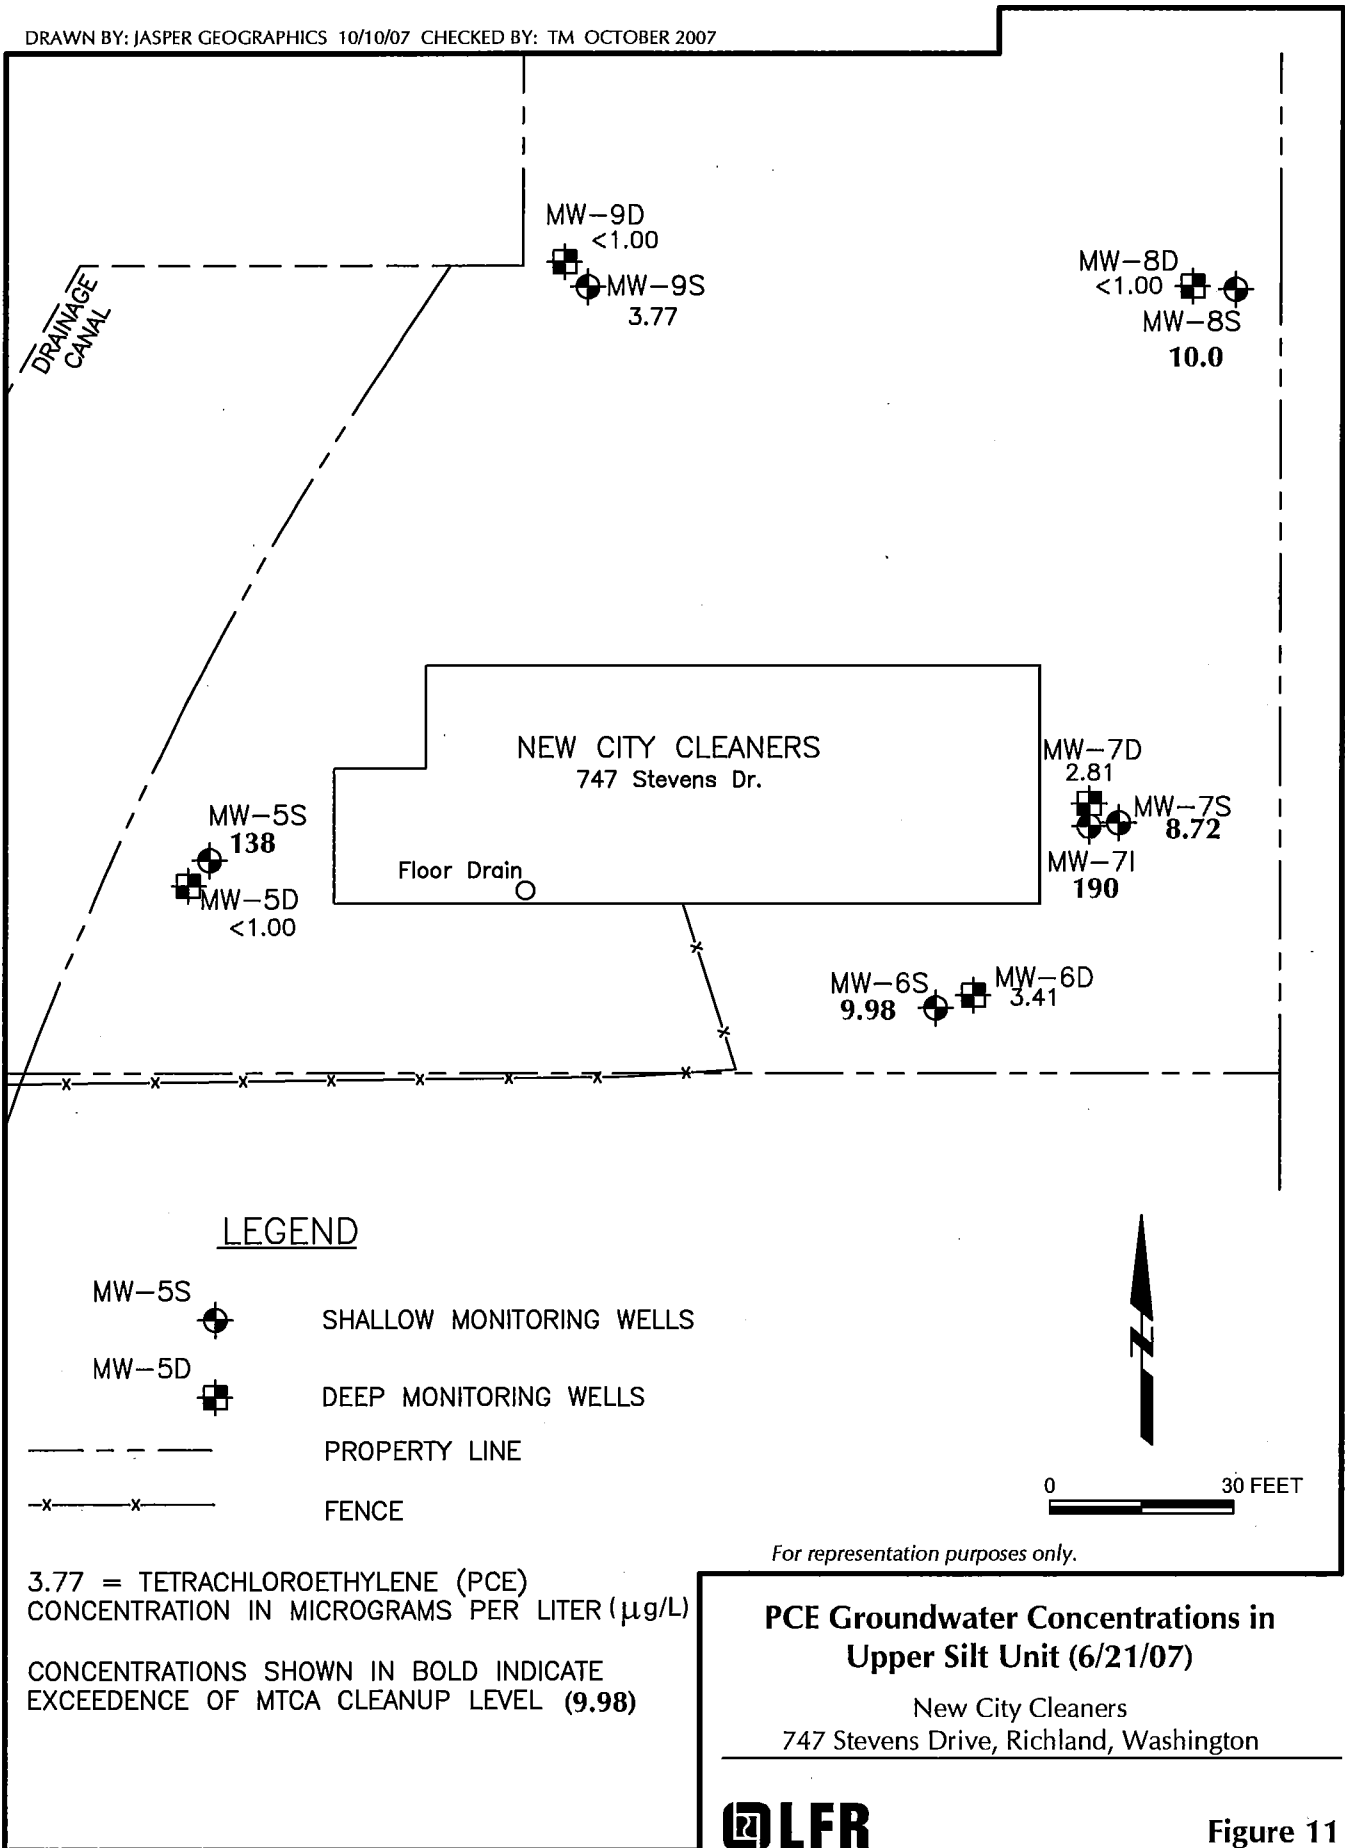 DRAWN BY: JASPER GEOGRAPHICS 10/10/07 CHECKED BY: TM OCTOBER 2007
MW-9D
<1.00
MW-9S
3.77
MW-8D
<1.00
MW-8S
10.0
DRAINAGE
CANAL
NEW CITY CLEANERS
747 Stevens Dr.
Floor Drain
MW-7D
2.81
MW-7S
8.72
MW-7I
190
MW-5S
138
MW-5D
<1.00
MW-6S
9.98
MW-6D
3.41
LEGEND
MW-5S
SHALLOW MONITORING WELLS
MW-5D
DEEP MONITORING WELLS
PROPERTY LINE
FENCE
N
0 30 FEET
For representation purposes only.
3.77 = TETRACHLOROETHYLENE (PCE)
CONCENTRATION IN MICROGRAMS PER LITER (µg/L)
CONCENTRATIONS SHOWN IN BOLD INDICATE
EXCEEDENCE OF MTCA CLEANUP LEVEL (9.98)
PCE Groundwater Concentrations in
Upper Silt Unit (6/21/07)
New City Cleaners
747 Stevens Drive, Richland, Washington
LFR
Figure 11